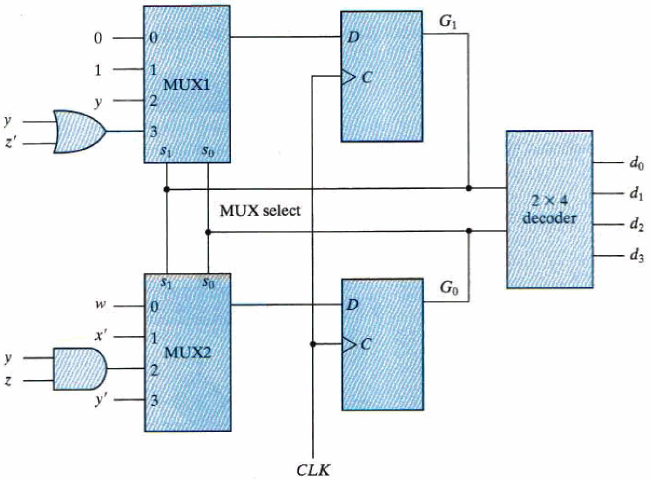 0
1
y
y
z′
0
1
2
3
MUX1
s1
s0
D
C
G1
MUX select
2 × 4
decoder
d0
d1
d2
d3
w
x′
y
z
y′
s1
s0
0
1
2
3
MUX2
D
C
G0
CLK